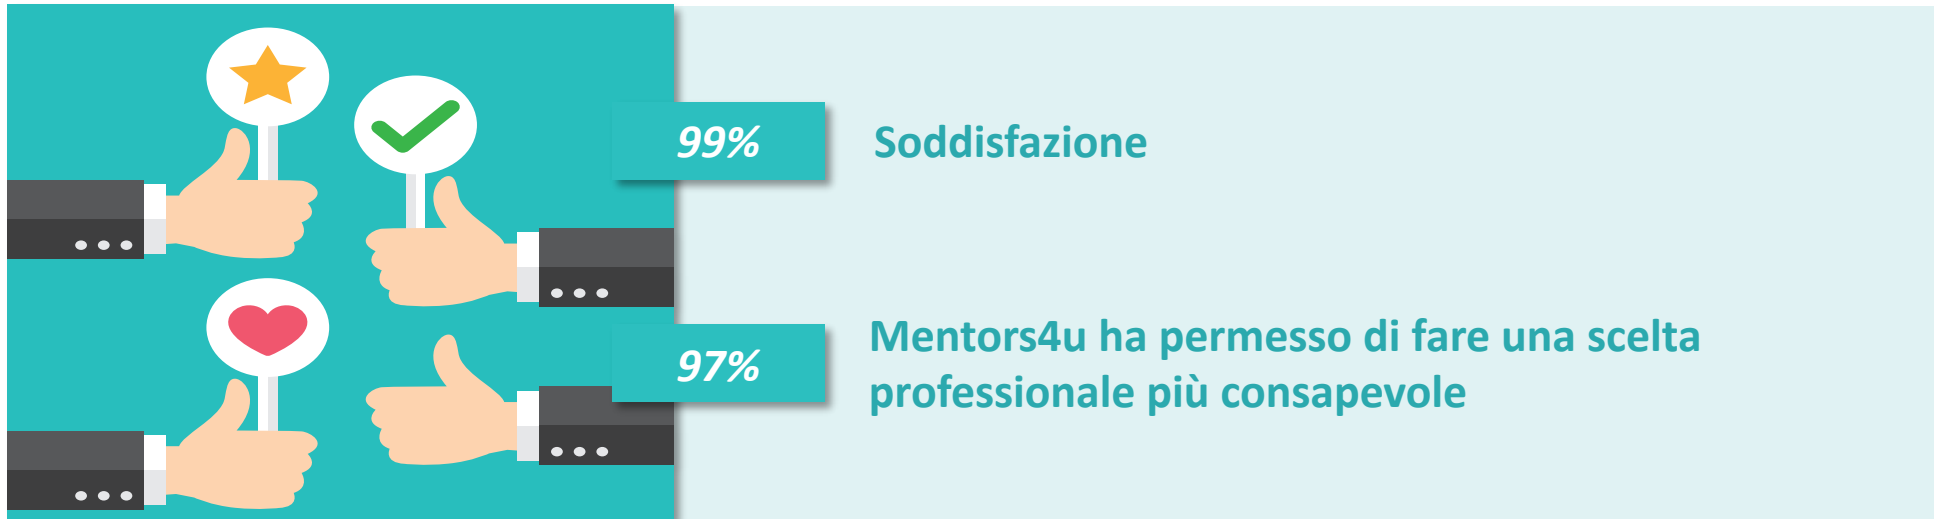 99%
Soddisfazione
97%
Mentors4u ha permesso di fare una scelta
professionale più consapevole